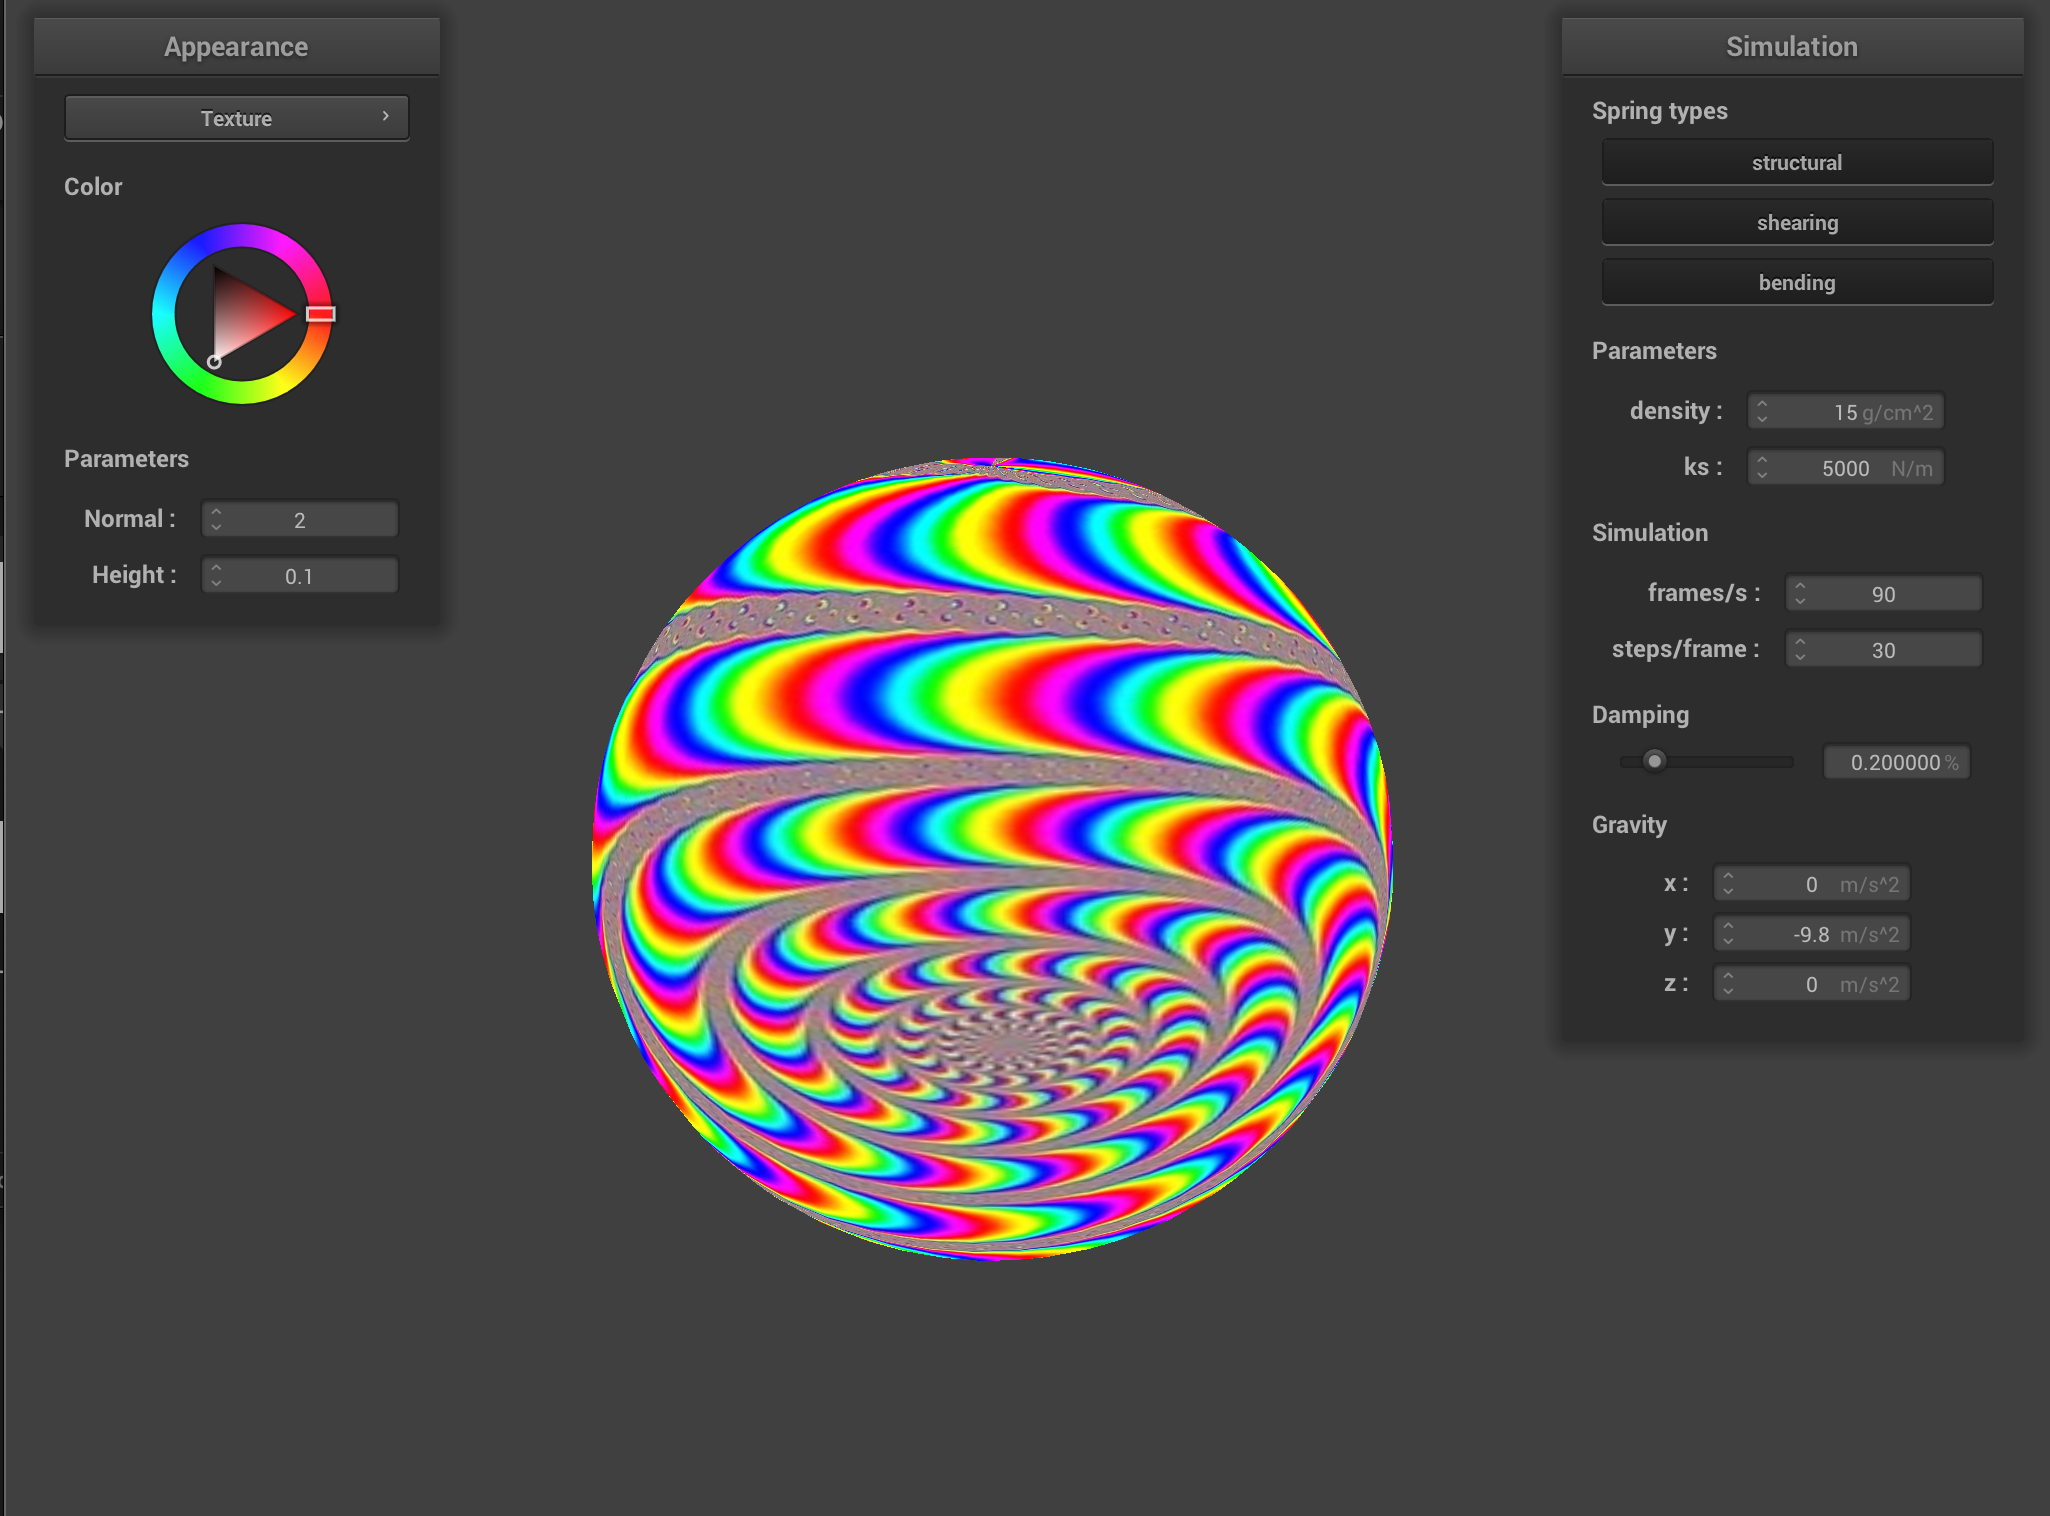 Appearance
Texture
Color
Parameters
Normal : 2
Height : 0.1
Simulation
Spring types
structural
shearing
bending
Parameters
density : 15 g/cm^2
ks : 5000 N/m
Simulation
frames/s : 90
steps/frame : 30
Damping
0.200000 %
Gravity
x : 0 m/s^2
y : -9.8 m/s^2
z : 0 m/s^2